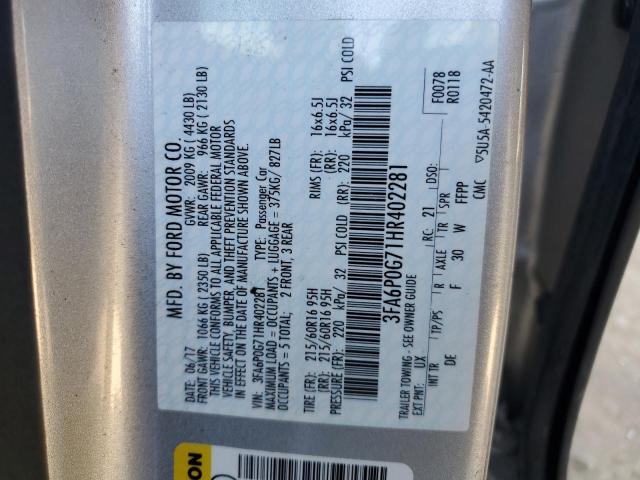 MFD. BY FORD MOTOR CO.
DATE: 06/17 GVWR: 2009 KG ( 4430 LB)
FRONT GAWR: 1066 KG ( 2350 LB) REAR GAWR: 966 KG ( 2130 LB)
THIS VEHICLE CONFORMS TO ALL APPLICABLE FEDERAL MOTOR
VEHICLE SAFETY, BUMPER, AND THEFT PREVENTION STANDARDS
IN EFFECT ON THE DATE OF MANUFACTURE SHOWN ABOVE.
VIN: 3FA6P0G71HR402281 TYPE: Passenger Car
MAXIMUM LOAD = OCCUPANTS + LUGGAGE = 375KG/ 827LB
OCCUPANTS = 5 TOTAL; 2 FRONT, 3 REAR
TIRE (FR): 215/60R16 95H RIMS (FR): 16x6.5J
(RR): 215/60R16 95H (RR): 16x6.5J
PRESSURE (FR): 220 kPa/ 32 PSI COLD (RR): 220 kPa/ 32 PSI COLD
3FA6P0G71HR402281
F0078
R0118
TRAILER TOWING - SEE OWNER GUIDE
EXT PNT: UX RC: 21 DSO:
INT TR TP/PS R AXLE TR SPR
DE F 30 W FFPP
CMC
5U5A-5420472-AA
ON